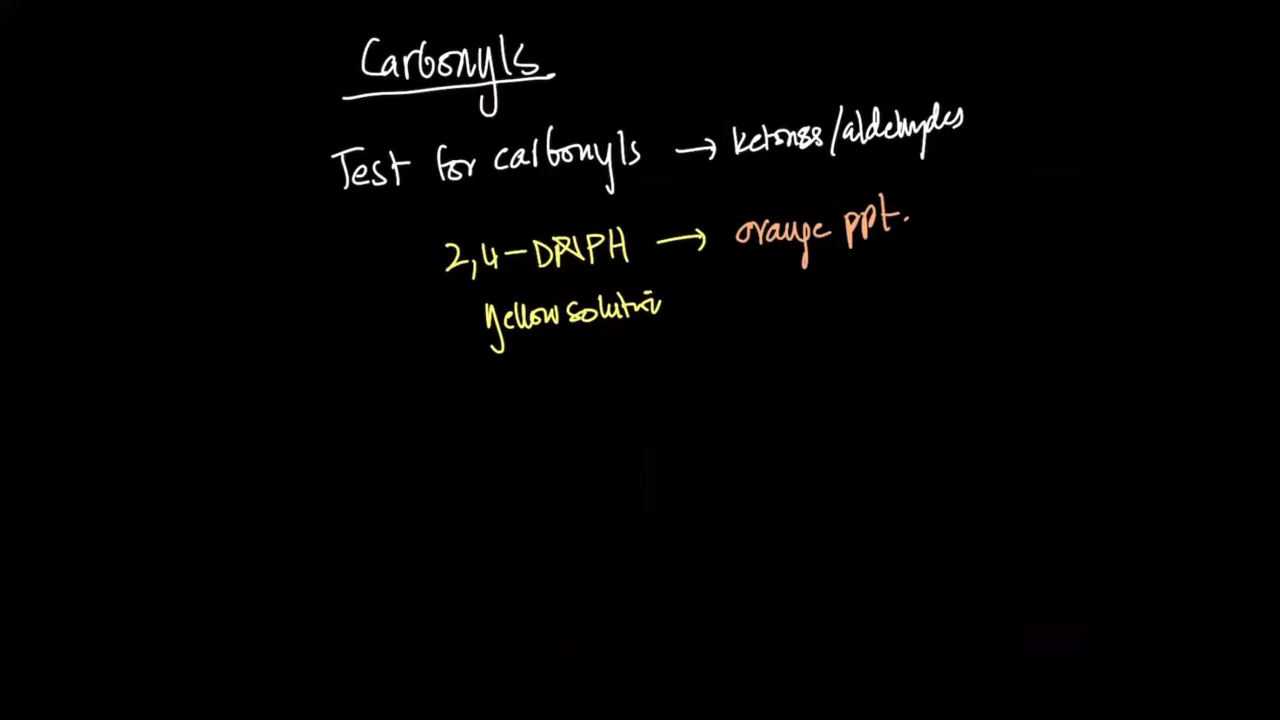 Carbonyls
Test for carbonyls → ketones/aldehydes
2,4-DNPH → orange ppt.
yellow solution